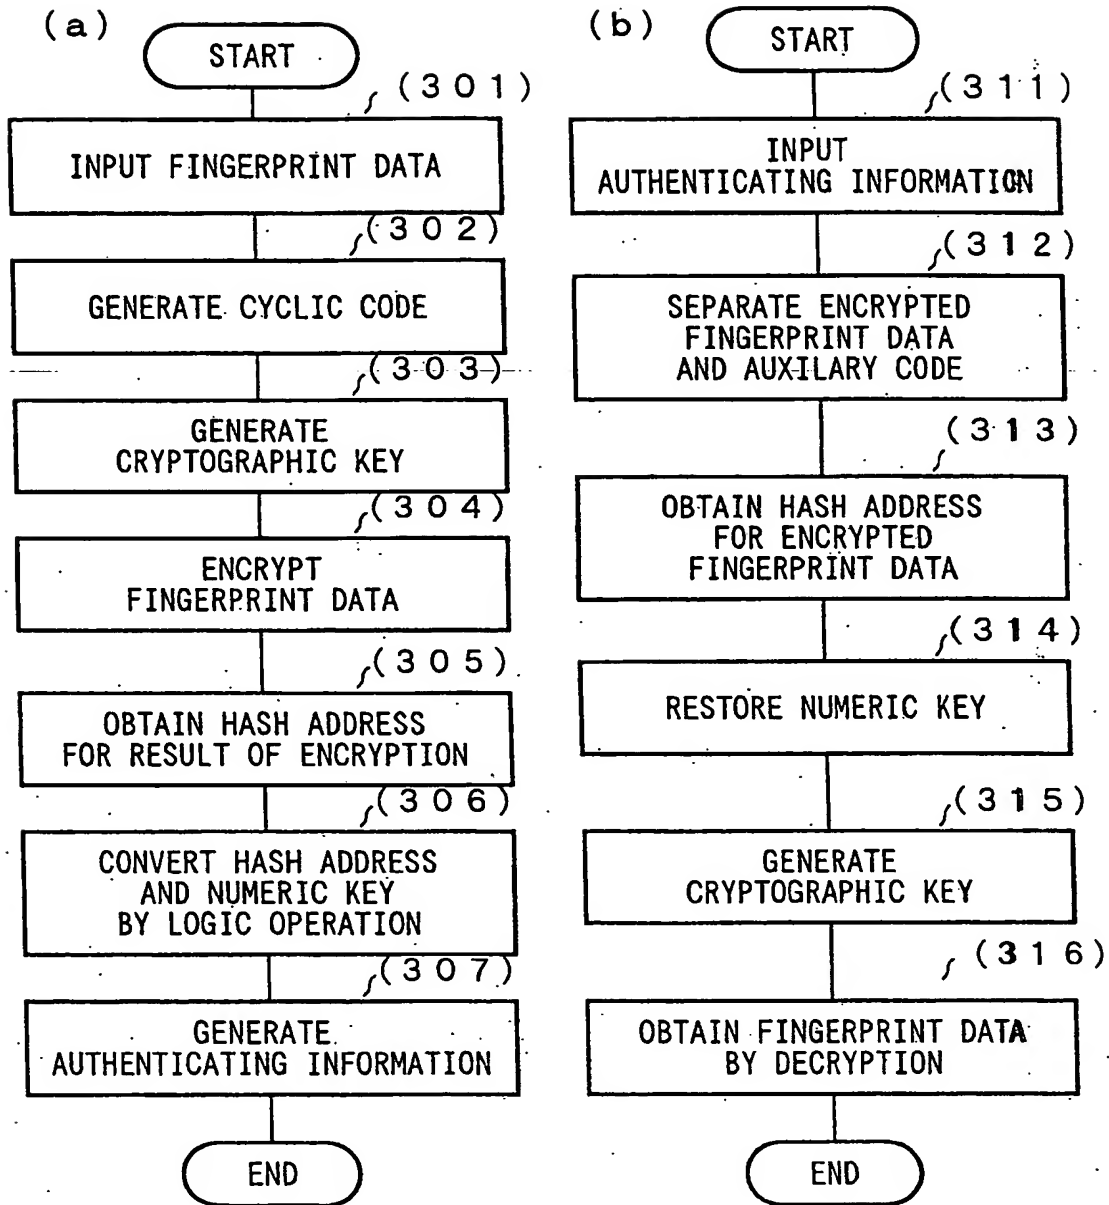 (a)
START
(301)
INPUT FINGERPRINT DATA
(302)
GENERATE CYCLIC CODE
(303)
GENERATE
CRYPTOGRAPHIC KEY
(304)
ENCRYPT
FINGERPRINT DATA
(305)
OBTAIN HASH ADDRESS
FOR RESULT OF ENCRYPTION
(306)
CONVERT HASH ADDRESS
AND NUMERIC KEY
BY LOGIC OPERATION
(307)
GENERATE
AUTHENTICATING INFORMATION
END
(b)
START
(311)
INPUT
AUTHENTICATING INFORMATION
(312)
SEPARATE ENCRYPTED
FINGERPRINT DATA
AND AUXILARY CODE
(313)
OBTAIN HASH ADDRESS
FOR ENCRYPTED
FINGERPRINT DATA
(314)
RESTORE NUMERIC KEY
(315)
GENERATE
CRYPTOGRAPHIC KEY
(316)
OBTAIN FINGERPRINT DATA
BY DECRYPTION
END